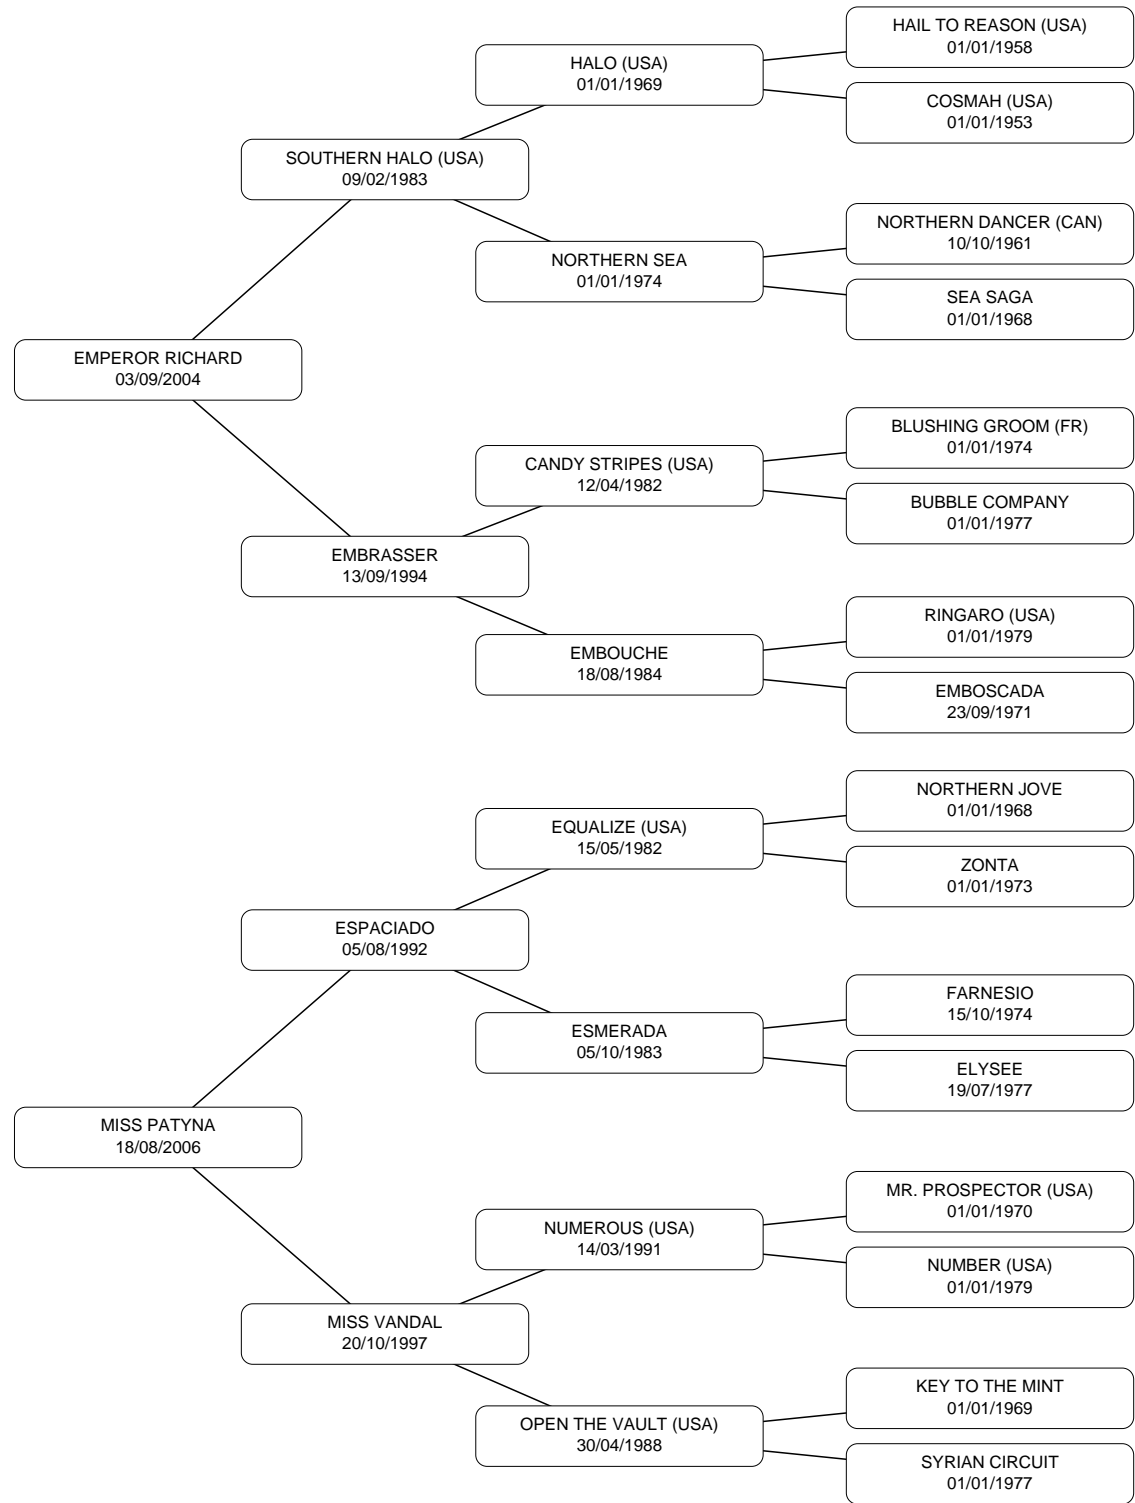 HAIL TO REASON (USA)
01/01/1958
HALO (USA)
01/01/1969
COSMAH (USA)
01/01/1953
SOUTHERN HALO (USA)
09/02/1983
NORTHERN DANCER (CAN)
10/10/1961
NORTHERN SEA
01/01/1974
SEA SAGA
01/01/1968
EMPEROR RICHARD
03/09/2004
BLUSHING GROOM (FR)
01/01/1974
CANDY STRIPES (USA)
12/04/1982
BUBBLE COMPANY
01/01/1977
EMBRASSER
13/09/1994
RINGARO (USA)
01/01/1979
EMBOUCHE
18/08/1984
EMBOSCADA
23/09/1971
NORTHERN JOVE
01/01/1968
EQUALIZE (USA)
15/05/1982
ZONTA
01/01/1973
ESPACIADO
05/08/1992
FARNESIO
15/10/1974
ESMERADA
05/10/1983
ELYSEE
19/07/1977
MISS PATYNA
18/08/2006
MR. PROSPECTOR (USA)
01/01/1970
NUMEROUS (USA)
14/03/1991
NUMBER (USA)
01/01/1979
MISS VANDAL
20/10/1997
KEY TO THE MINT
01/01/1969
OPEN THE VAULT (USA)
30/04/1988
SYRIAN CIRCUIT
01/01/1977